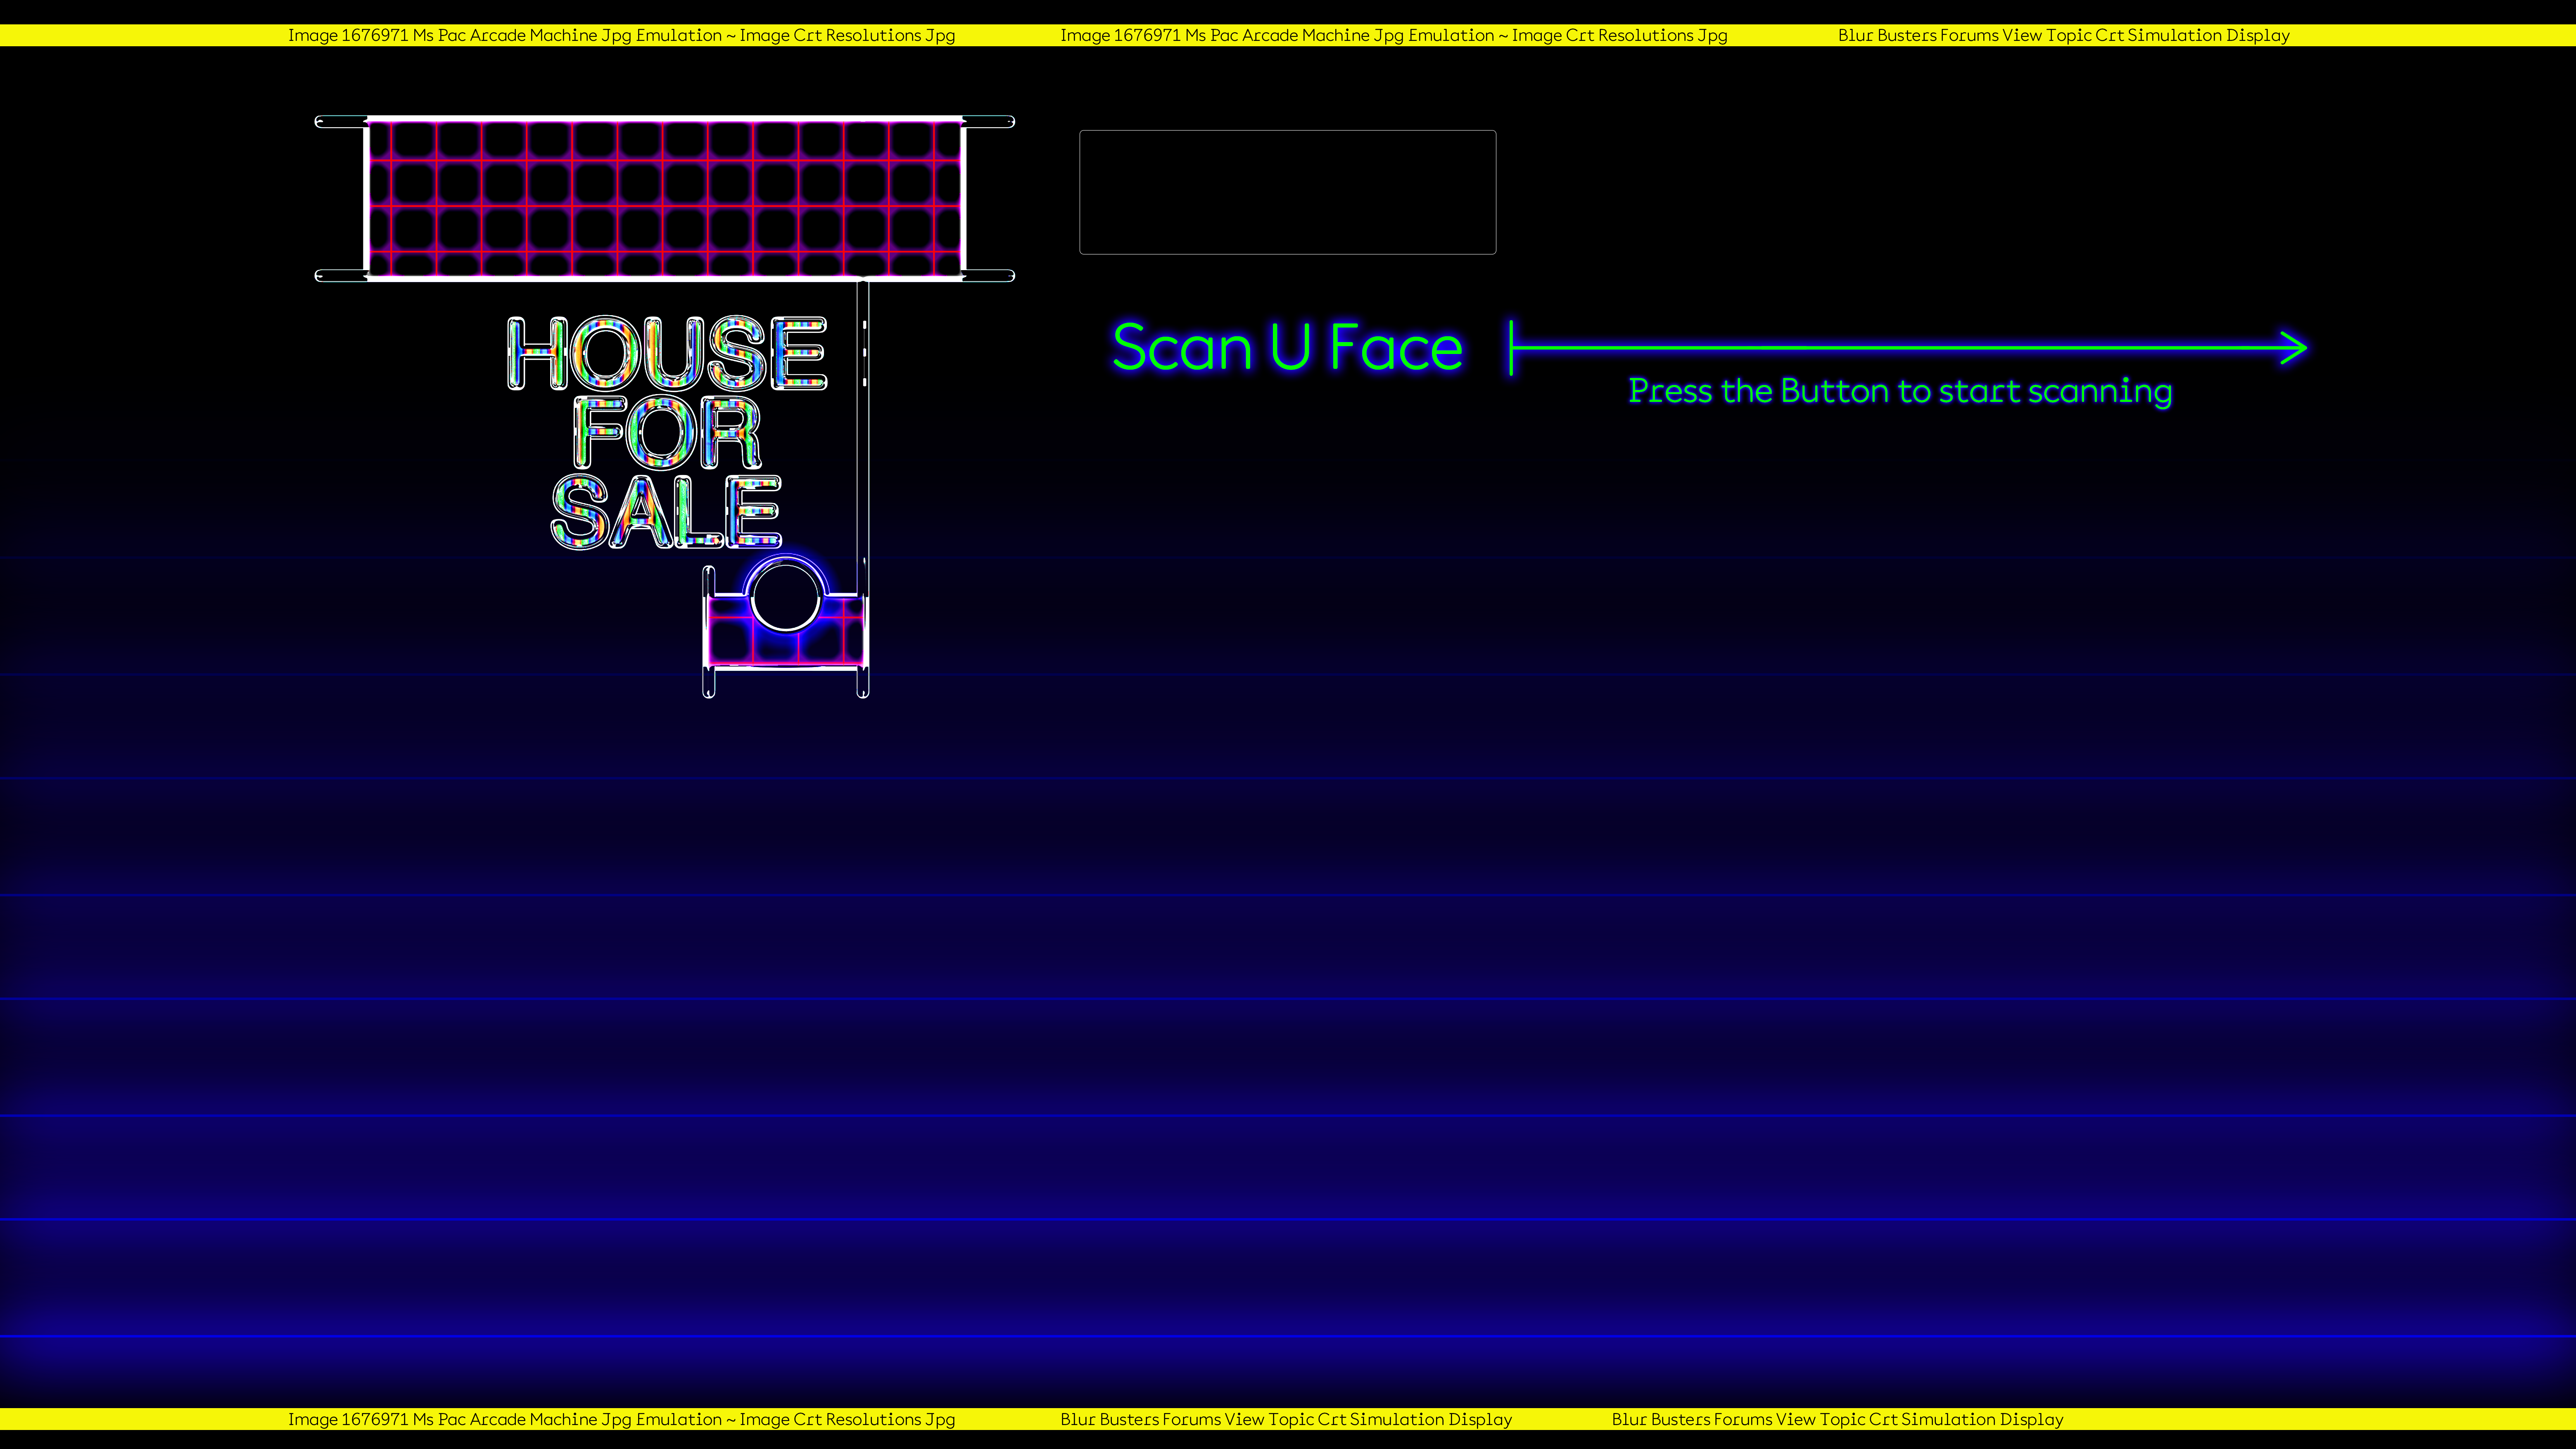 Image 1676971 Ms Pac Arcade Machine Jpg Emulation ~ Image Crt Resolutions Jpg
Image 1676971 Ms Pac Arcade Machine Jpg Emulation ~ Image Crt Resolutions Jpg
Blur Busters Forums View Topic Crt Simulation Display
HOUSE
FOR
SALE
Scan U Face
Press the Button to start scanning
Image 1676971 Ms Pac Arcade Machine Jpg Emulation ~ Image Crt Resolutions Jpg
Blur Busters Forums View Topic Crt Simulation Display
Blur Busters Forums View Topic Crt Simulation Display